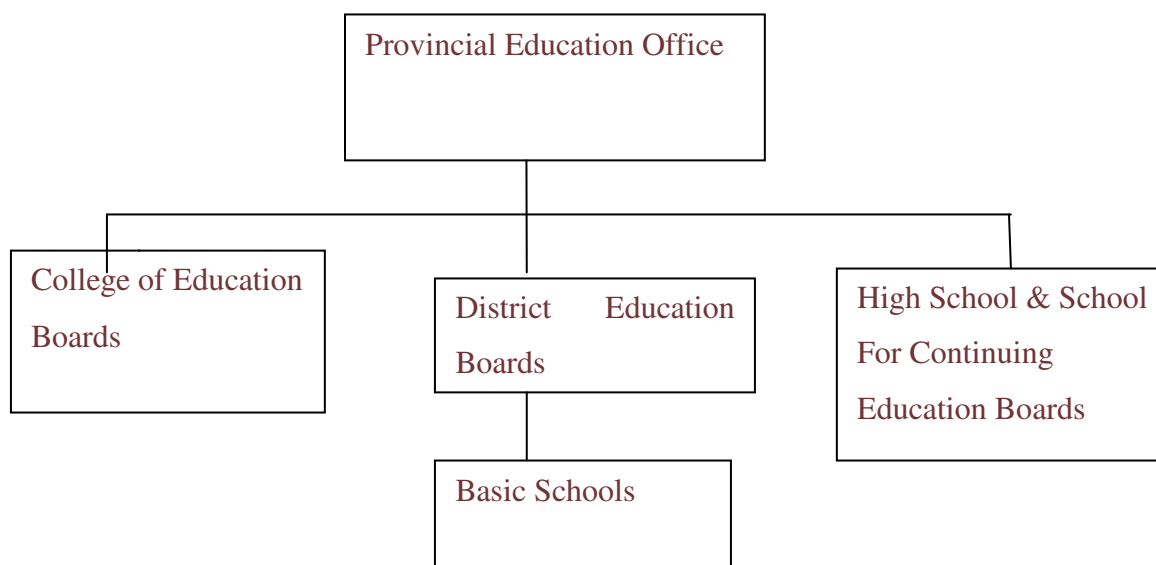 Provincial Education Office
College of Education
Boards
District Education
Boards
High School & School
For Continuing
Education Boards
Basic Schools